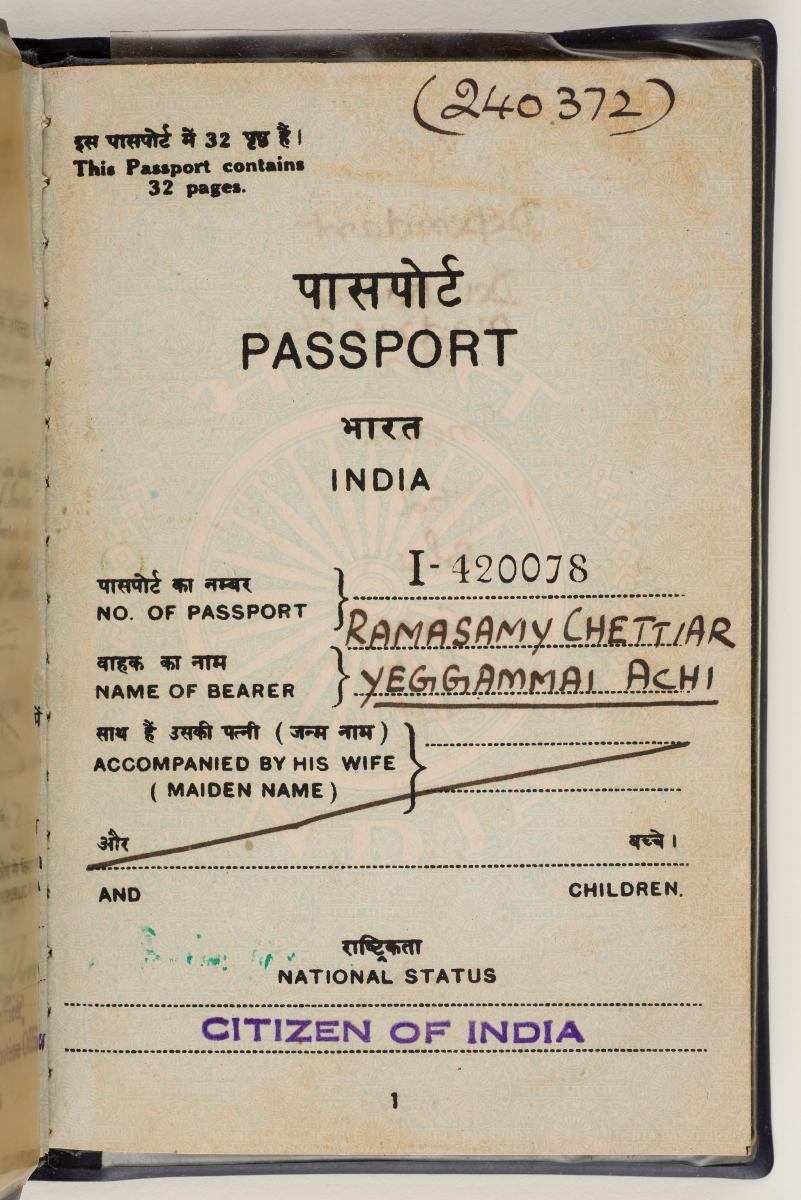 (240372)
इस पासपोर्ट में 32 पृष्ठ हैं।
This Passport contains
32 pages.
पासपोर्ट
PASSPORT
भारत
INDIA
पासपोर्ट का नम्बर
NO. OF PASSPORT
I-420078
वाहक का नाम
NAME OF BEARER
RAMASAMY CHETTIAR
YEGGAMMAI ACHI
साथ हैं उसकी पत्नी (जन्म नाम)
ACCOMPANIED BY HIS WIFE
(MAIDEN NAME)
और बच्चे।
AND CHILDREN.
राष्ट्रिकता
NATIONAL STATUS
CITIZEN OF INDIA
1